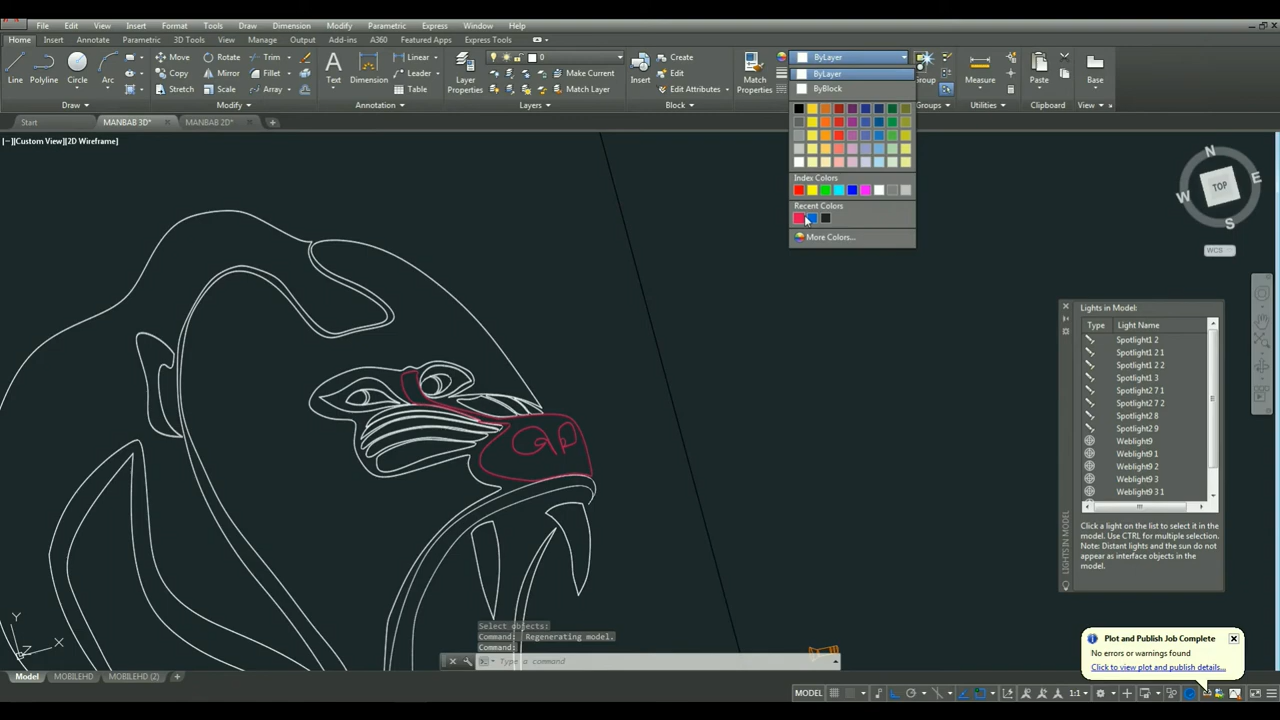 File Edit View Insert Format Tools Draw Dimension Modify Parametric Express Window Help
Home Insert Annotate Parametric 3D Tools View Manage Output Add-ins A360 Featured Apps Express Tools
Line Polyline Circle Arc
Move Rotate Trim
Copy Mirror Fillet
Stretch Scale Array
Text Dimension
Linear
Leader
Table
Layer Properties
0
Make Current
Match Layer
Insert
Create
Edit
Edit Attributes
Match Properties
ByLayer
Group
Measure
Paste
Base
Draw Modify Annotation Layers Block Groups Utilities Clipboard View
ByLayer
ByBlock
Index Colors
Recent Colors
More Colors...
Start MANBAB 3D* MANBAB 2D*
[−][Custom View][2D Wireframe]
N
W TOP E
S
WCS
Lights in Model:
Type Light Name
Spotlight1 2
Spotlight1 2 1
Spotlight1 2 2
Spotlight1 3
Spotlight2 7 1
Spotlight2 7 2
Spotlight2 8
Spotlight2 9
Weblight9
Weblight9 1
Weblight9 2
Weblight9 3
Weblight9 3 1
Click a light on the list to select it in the
model. Use CTRL for multiple selection.
Note: Distant lights and the sun do not
appear as interface objects in the
model.
LIGHTS IN MODEL
Y
X
Z
Select objects:
Command: Regenerating model.
Command:
Type a command
Plot and Publish Job Complete
No errors or warnings found
Click to view plot and publish details...
Model MOBILEHD MOBILEHD (2)
MODEL 1:1